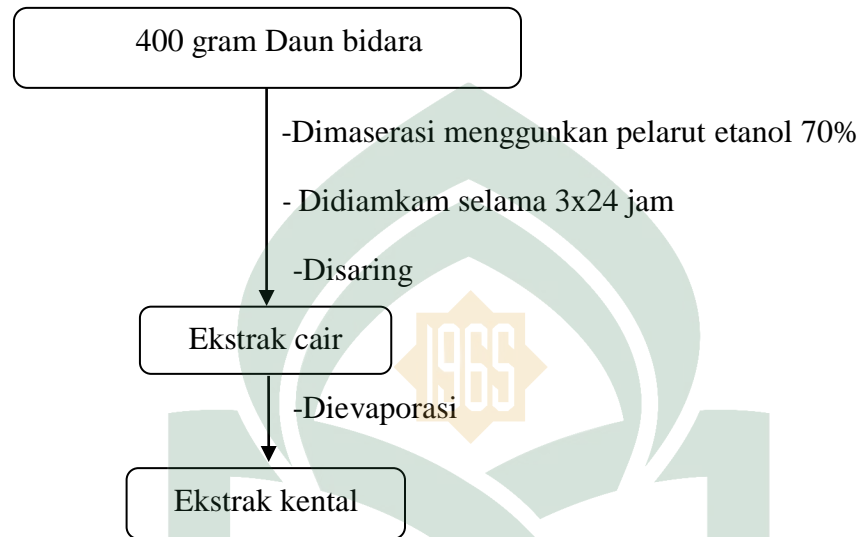 400 gram Daun bidara
-Dimaserasi menggunkan pelarut etanol 70%
- Didiamkam selama 3x24 jam
-Disaring
Ekstrak cair
1965
-Dievaporasi
Ekstrak kental